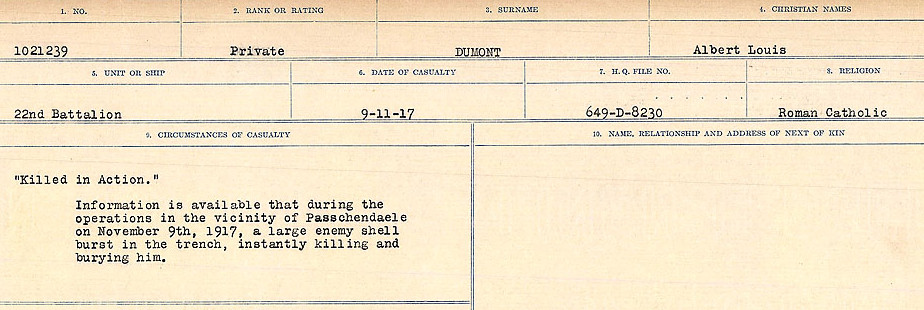 1. NO. 2. RANK OR RATING 3. SURNAME 4. CHRISTIAN NAMES
1021239 Private DUMONT Albert Louis
5. UNIT OR SHIP 6. DATE OF CASUALTY 7. H. Q. FILE NO. 8. RELIGION
22nd Battalion 9-11-17 649-D-8230 Roman Catholic
9. CIRCUMSTANCES OF CASUALTY 10. NAME, RELATIONSHIP AND ADDRESS OF NEXT OF KIN
"Killed in Action."
Information is available that during the
operations in the vicinity of Passchendaele
on November 9th, 1917, a large enemy shell
burst in the trench, instantly killing and
burying him.